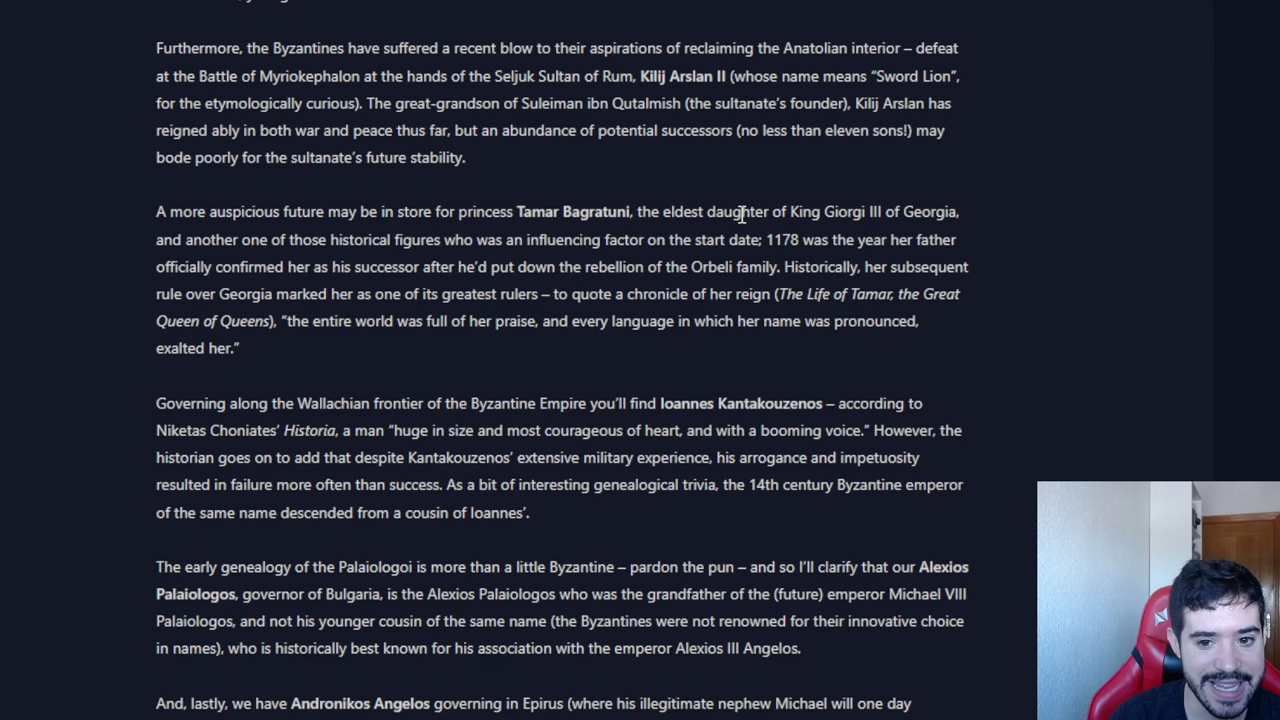 Furthermore, the Byzantines have suffered a recent blow to their aspirations of reclaiming the Anatolian interior – defeat
at the Battle of Myriokephalon at the hands of the Seljuk Sultan of Rum, Kilij Arslan II (whose name means “Sword Lion”,
for the etymologically curious). The great-grandson of Suleiman ibn Qutalmish (the sultanate’s founder), Kilij Arslan has
reigned ably in both war and peace thus far, but an abundance of potential successors (no less than eleven sons!) may
bode poorly for the sultanate’s future stability.
A more auspicious future may be in store for princess Tamar Bagratuni, the eldest daughter of King Giorgi III of Georgia,
and another one of those historical figures who was an influencing factor on the start date; 1178 was the year her father
officially confirmed her as his successor after he’d put down the rebellion of the Orbeli family. Historically, her subsequent
rule over Georgia marked her as one of its greatest rulers – to quote a chronicle of her reign (The Life of Tamar, the Great
Queen of Queens), “the entire world was full of her praise, and every language in which her name was pronounced,
exalted her.”
Governing along the Wallachian frontier of the Byzantine Empire you’ll find Ioannes Kantakouzenos – according to
Niketas Choniates’ Historia, a man “huge in size and most courageous of heart, and with a booming voice.” However, the
historian goes on to add that despite Kantakouzenos’ extensive military experience, his arrogance and impetuosity
resulted in failure more often than success. As a bit of interesting genealogical trivia, the 14th century Byzantine emperor
of the same name descended from a cousin of Ioannes’.
The early genealogy of the Palaiologoi is more than a little Byzantine – pardon the pun – and so I’ll clarify that our Alexios
Palaiologos, governor of Bulgaria, is the Alexios Palaiologos who was the grandfather of the (future) emperor Michael VIII
Palaiologos, and not his younger cousin of the same name (the Byzantines were not renowned for their innovative choice
in names), who is historically best known for his association with the emperor Alexios III Angelos.
And, lastly, we have Andronikos Angelos governing in Epirus (where his illegitimate nephew Michael will one day